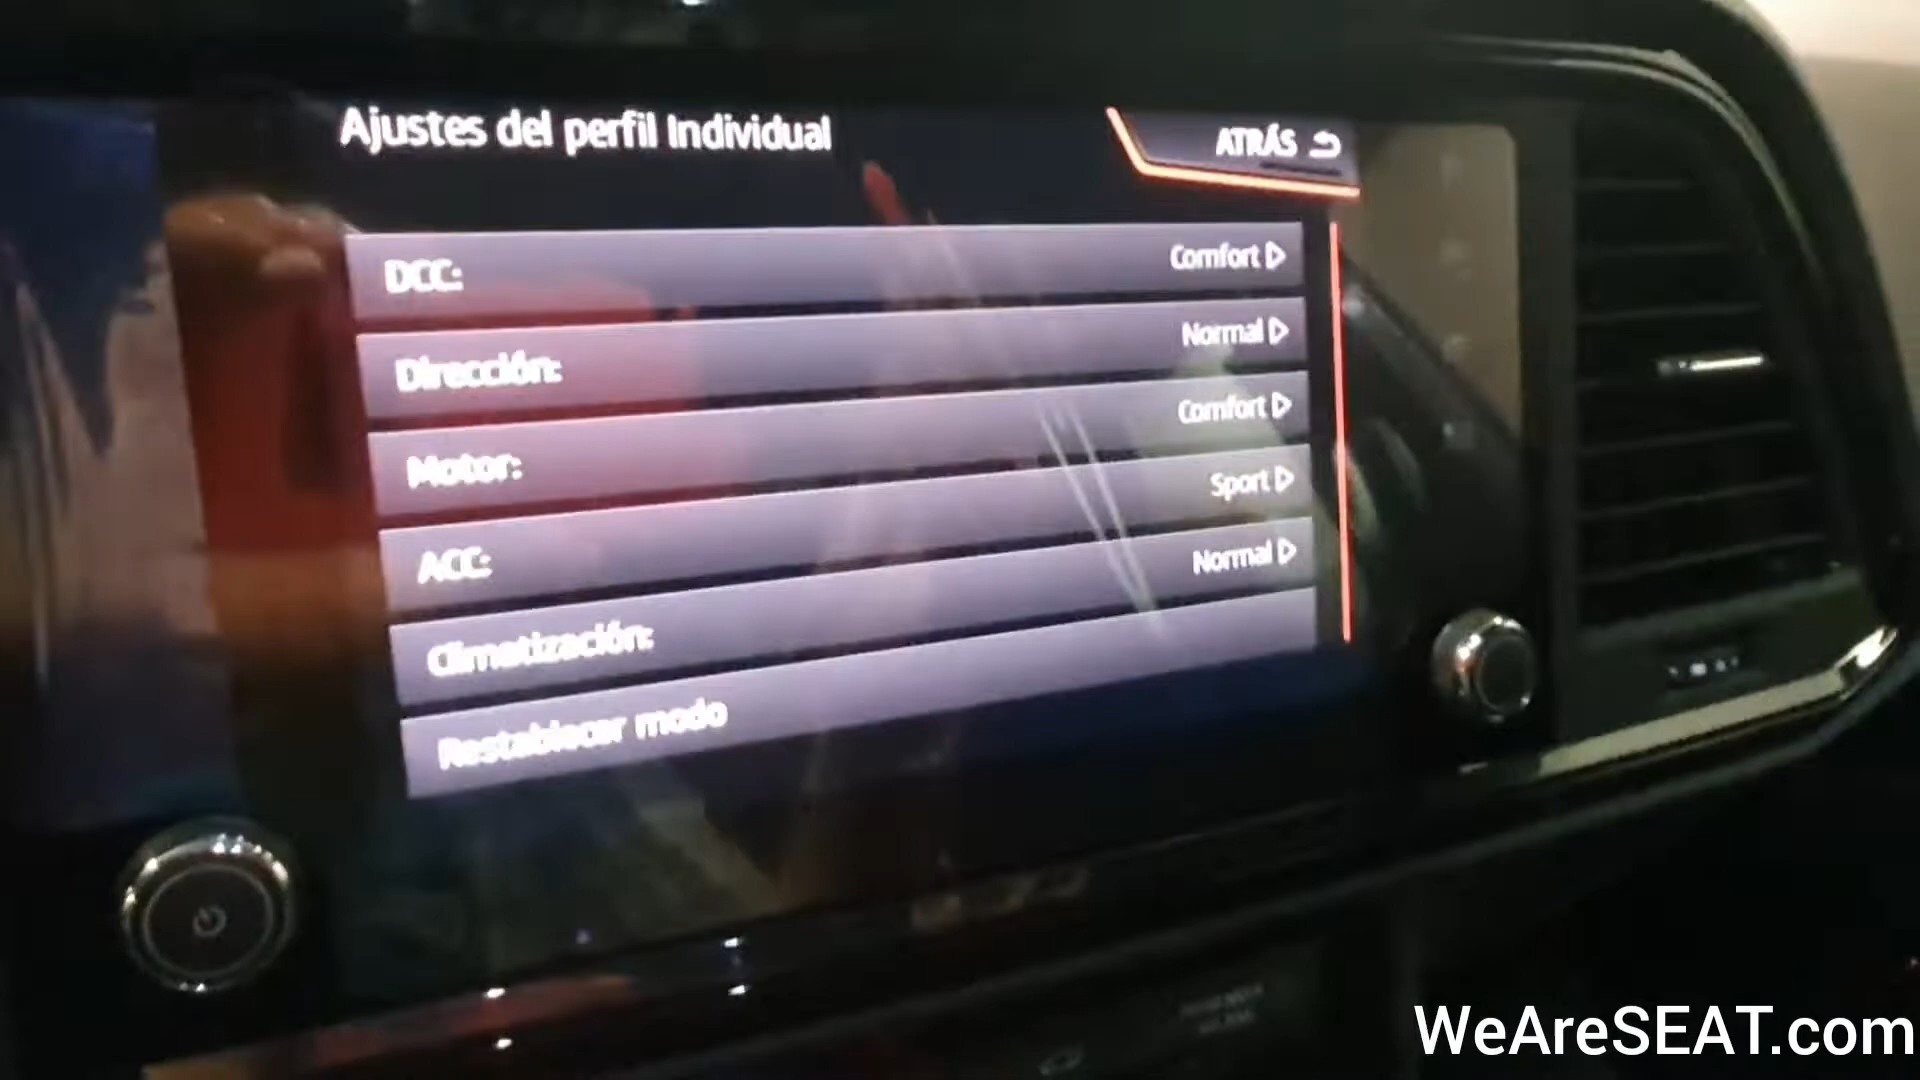 Ajustes del perfil Individual
ATRÁS
DCC: Comfort
Dirección: Normal
Motor: Comfort
ACC: Sport
Climatización: Normal
Restablecer modo
WeAreSEAT.com